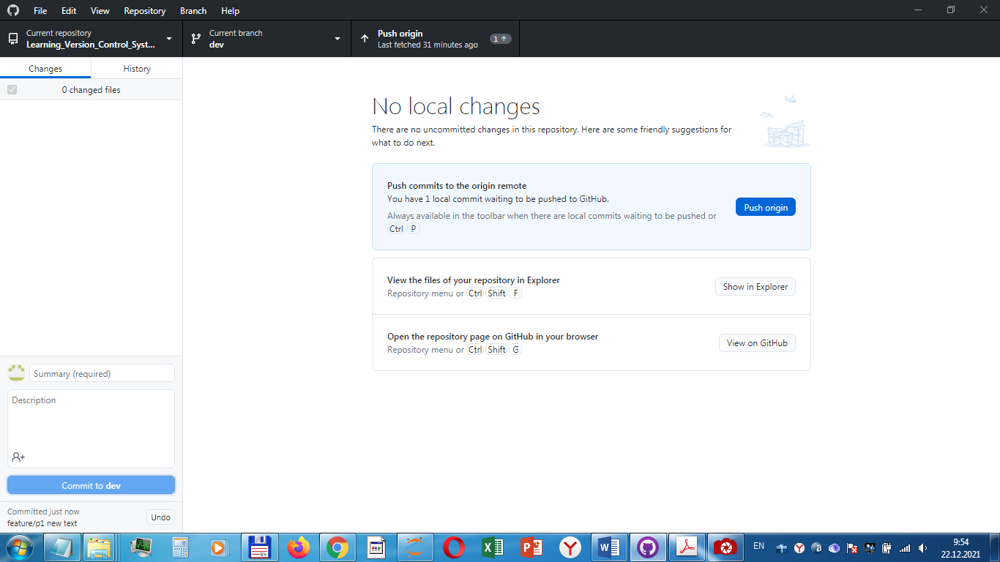 File Edit View Repository Branch Help
Current repository
Learning_Version_Control_Syst...
Current branch
dev
Push origin
Last fetched 31 minutes ago
1
Changes History
0 changed files
No local changes
There are no uncommitted changes in this repository. Here are some friendly suggestions for
what to do next.
Push commits to the origin remote
You have 1 local commit waiting to be pushed to GitHub.
Always available in the toolbar when there are local commits waiting to be pushed or
Ctrl P
Push origin
View the files of your repository in Explorer
Repository menu or Ctrl Shift F
Show in Explorer
Open the repository page on GitHub in your browser
Repository menu or Ctrl Shift G
View on GitHub
Summary (required)
Description
Commit to dev
Committed just now
feature/p1 new text
Undo
64
EN
9:54
22.12.2021